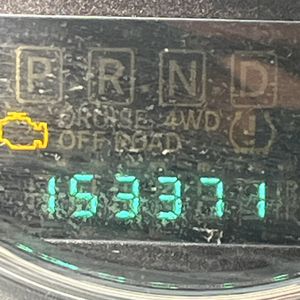 P R N D
CRUISE 4WD
OFF ROAD
153371